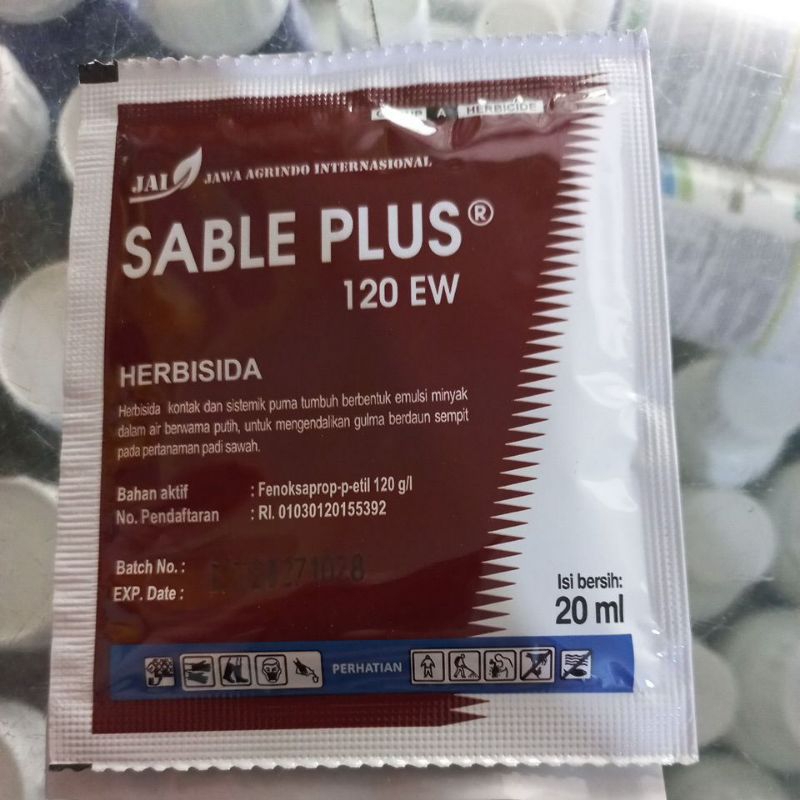 GROUP A HERBICIDE
JAI JAWA AGRINDO INTERNASIONAL
SABLE PLUS®
120 EW
HERBISIDA
Herbisida kontak dan sistemik purna tumbuh berbentuk emulsi minyak
dalam air berwarna putih, untuk mengendalikan gulma berdaun sempit
pada pertanaman padi sawah.
Bahan aktif : Fenoksaprop-p-etil 120 g/l
No. Pendaftaran : RI. 01030120155392
Batch No. :
EXP. Date :
Isi bersih:
20 ml
PERHATIAN